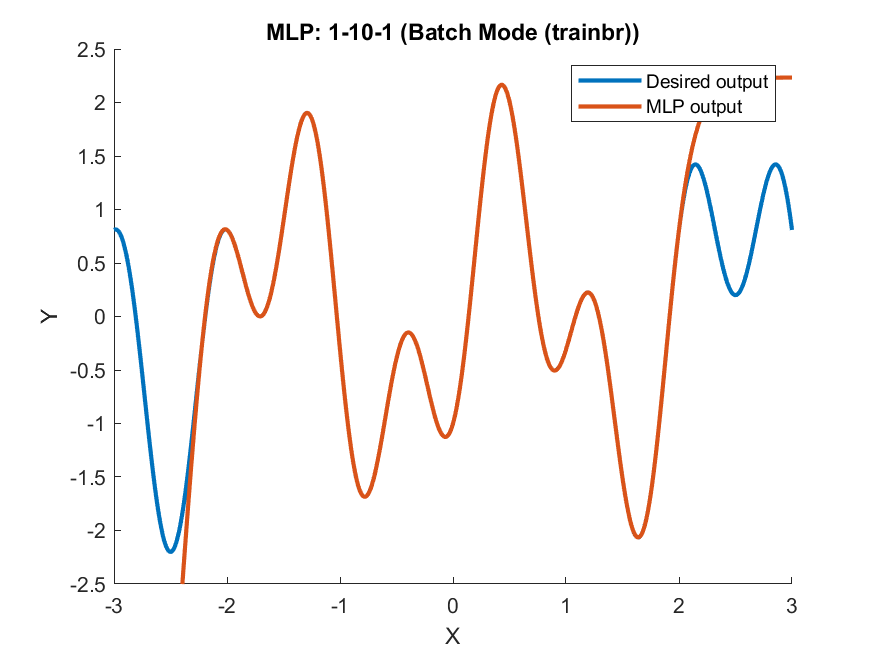 MLP: 1-10-1 (Batch Mode (trainbr))
2.5
2
1.5
1
0.5
0
-0.5
-1
-1.5
-2
-2.5
Y
Desired output
MLP output
-3 -2 -1 0 1 2 3
X